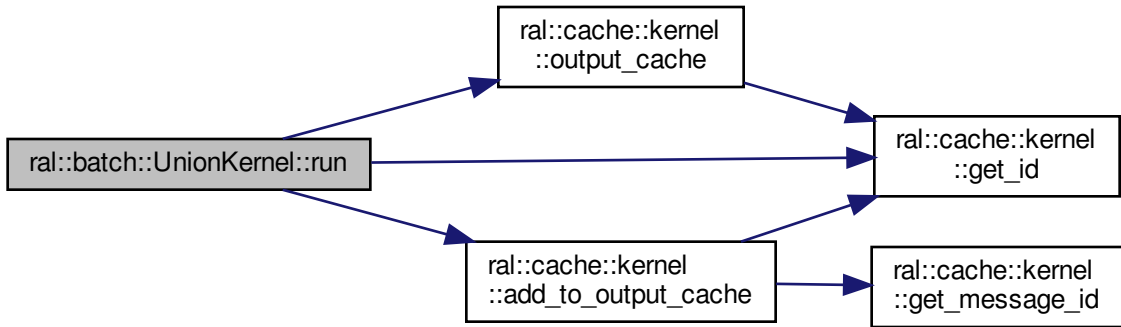 ral::batch::UnionKernel::run
ral::cache::kernel
::output_cache
ral::cache::kernel
::get_id
ral::cache::kernel
::add_to_output_cache
ral::cache::kernel
::get_message_id